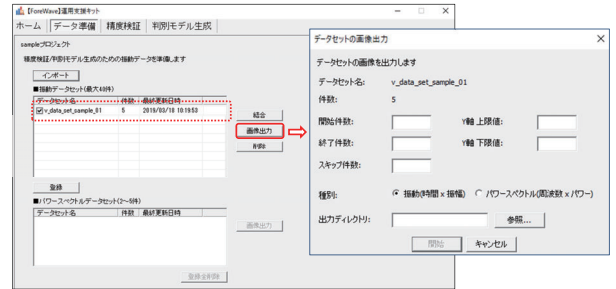 【ForeWave】運用支援キット
ホーム データ準備 精度検証 判別モデル生成
sampleプロジェクト
精度検証/判別モデル生成のための振動データを準備します
インポート
■振動データセット(最大40件)
データセット名 件数 最終更新日時
v_data_set_sample_01 5 2019/03/18 10:19:53
結合
画像出力
削除
登録
■パワースペクトルデータセット(2～5件)
データセット名 件数 最終更新日時
画像出力
登録全削除
データセットの画像出力
データセットの画像を出力します
データセット名: v_data_set_sample_01
件数: 5
開始件数: Y軸 上限値:
終了件数: Y軸 下限値:
スキップ件数:
種別: 振動(時間 x 振幅) パワースペクトル(周波数 x パワー)
出力ディレクトリ: 参照...
開始 キャンセル